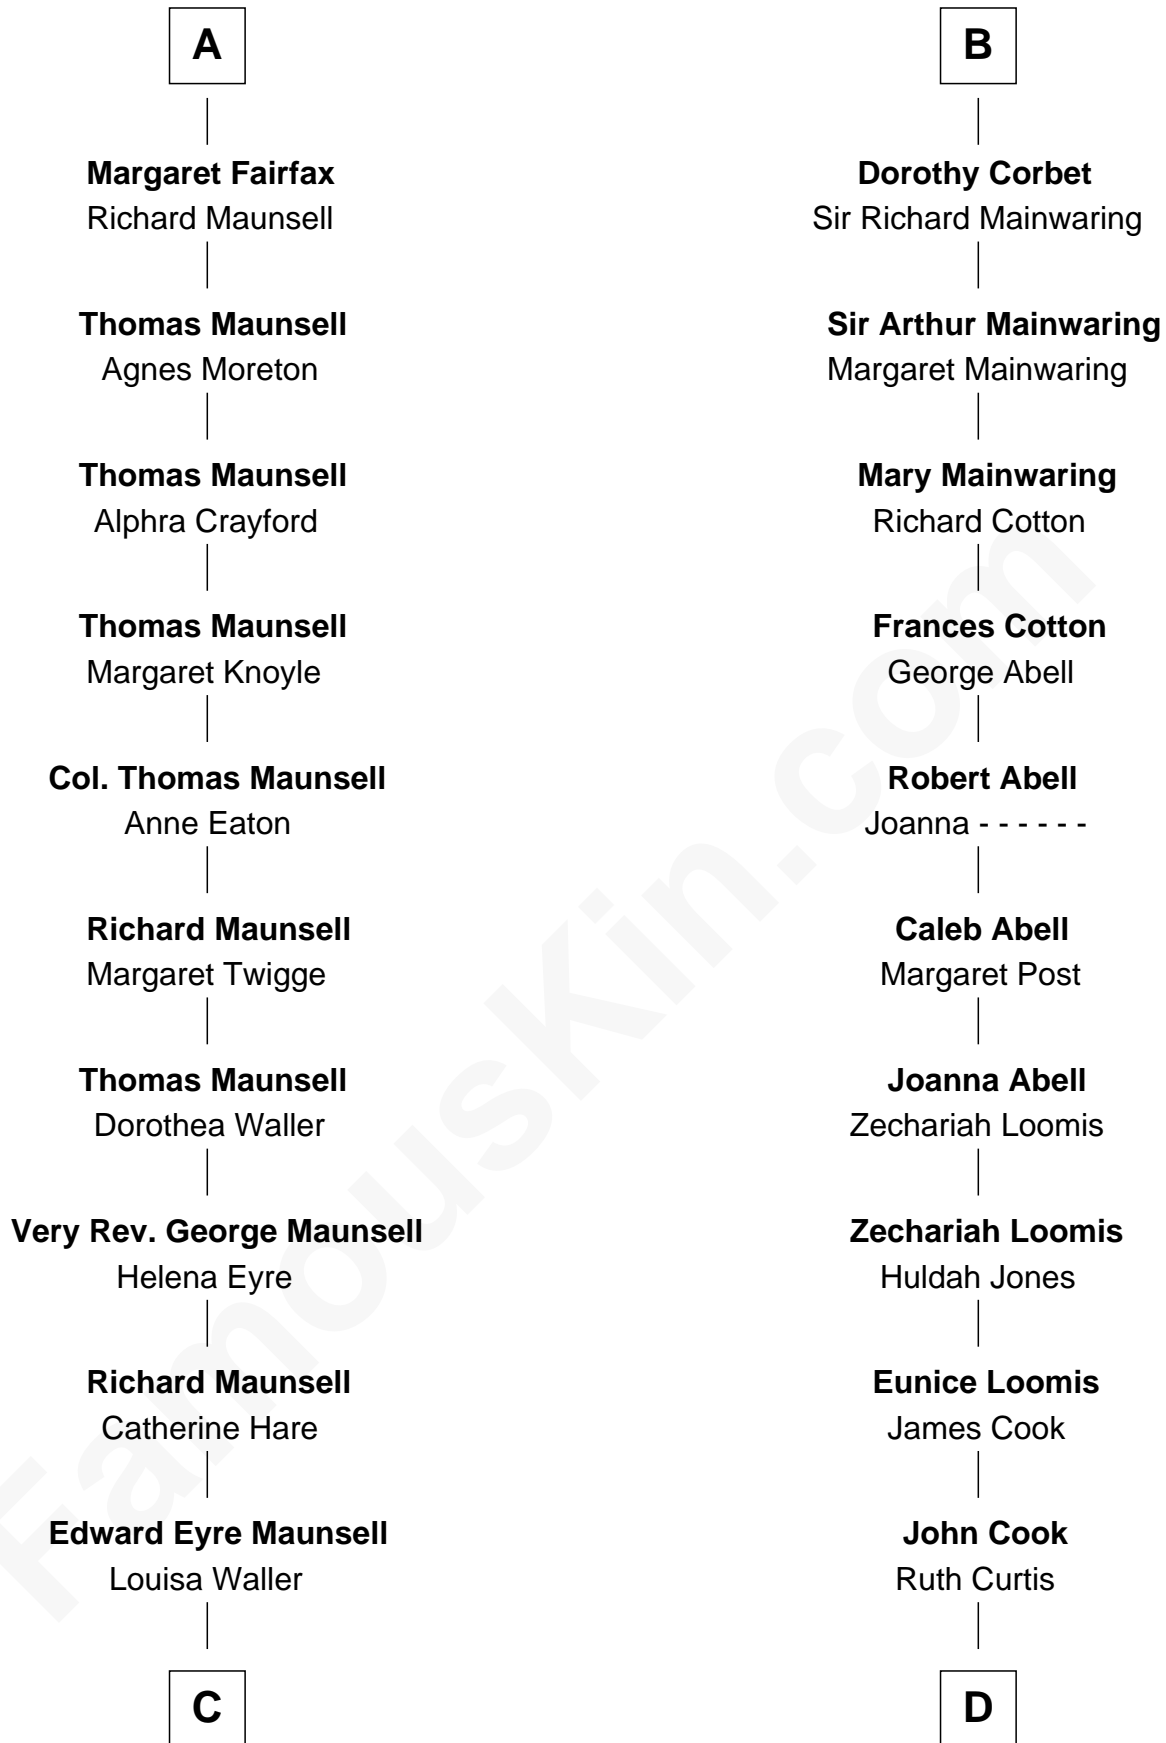 A
Margaret Fairfax
Richard Maunsell
Thomas Maunsell
Agnes Moreton
Thomas Maunsell
Alphra Crayford
Thomas Maunsell
Margaret Knoyle
Col. Thomas Maunsell
Anne Eaton
Richard Maunsell
Margaret Twigge
Thomas Maunsell
Dorothea Waller
Very Rev. George Maunsell
Helena Eyre
Richard Maunsell
Catherine Hare
Edward Eyre Maunsell
Louisa Waller
C
B
Dorothy Corbet
Sir Richard Mainwaring
Sir Arthur Mainwaring
Margaret Mainwaring
Mary Mainwaring
Richard Cotton
Frances Cotton
George Abell
Robert Abell
Joanna - - - - - -
Caleb Abell
Margaret Post
Joanna Abell
Zechariah Loomis
Zechariah Loomis
Huldah Jones
Eunice Loomis
James Cook
John Cook
Ruth Curtis
D
FamousKin.com